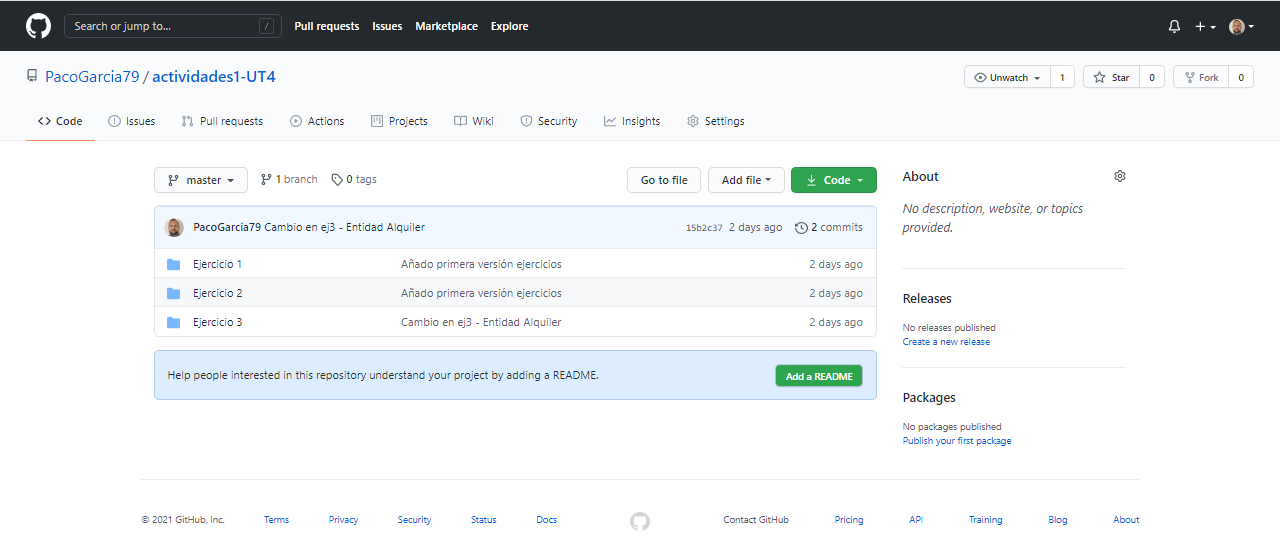 Search or jump to... / Pull requests Issues Marketplace Explore
PacoGarcia79 / actividades1-UT4 Unwatch 1 Star 0 Fork 0
Code Issues Pull requests Actions Projects Wiki Security Insights Settings
master 1 branch 0 tags Go to file Add file Code
PacoGarcia79 Cambio en ej3 - Entidad Alquiler 15b2c37 2 days ago 2 commits
Ejercicio 1 Añado primera versión ejercicios 2 days ago
Ejercicio 2 Añado primera versión ejercicios 2 days ago
Ejercicio 3 Cambio en ej3 - Entidad Alquiler 2 days ago
Help people interested in this repository understand your project by adding a README. Add a README
About
No description, website, or topics
provided.
Releases
No releases published
Create a new release
Packages
No packages published
Publish your first package
© 2021 GitHub, Inc. Terms Privacy Security Status Docs Contact GitHub Pricing API Training Blog About